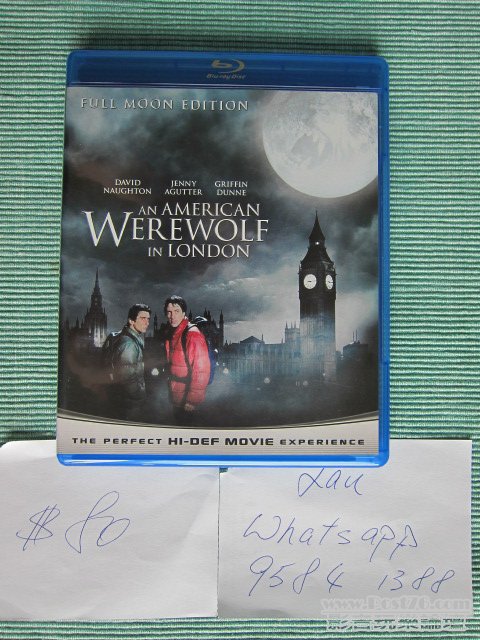 Blu-ray Disc
FULL MOON EDITION
DAVID NAUGHTON JENNY AGUTTER GRIFFIN DUNNE
AN AMERICAN
WEREWOLF
IN LONDON
THE PERFECT HI-DEF MOVIE EXPERIENCE
$80
Lau
Whatsapp
9584 1388